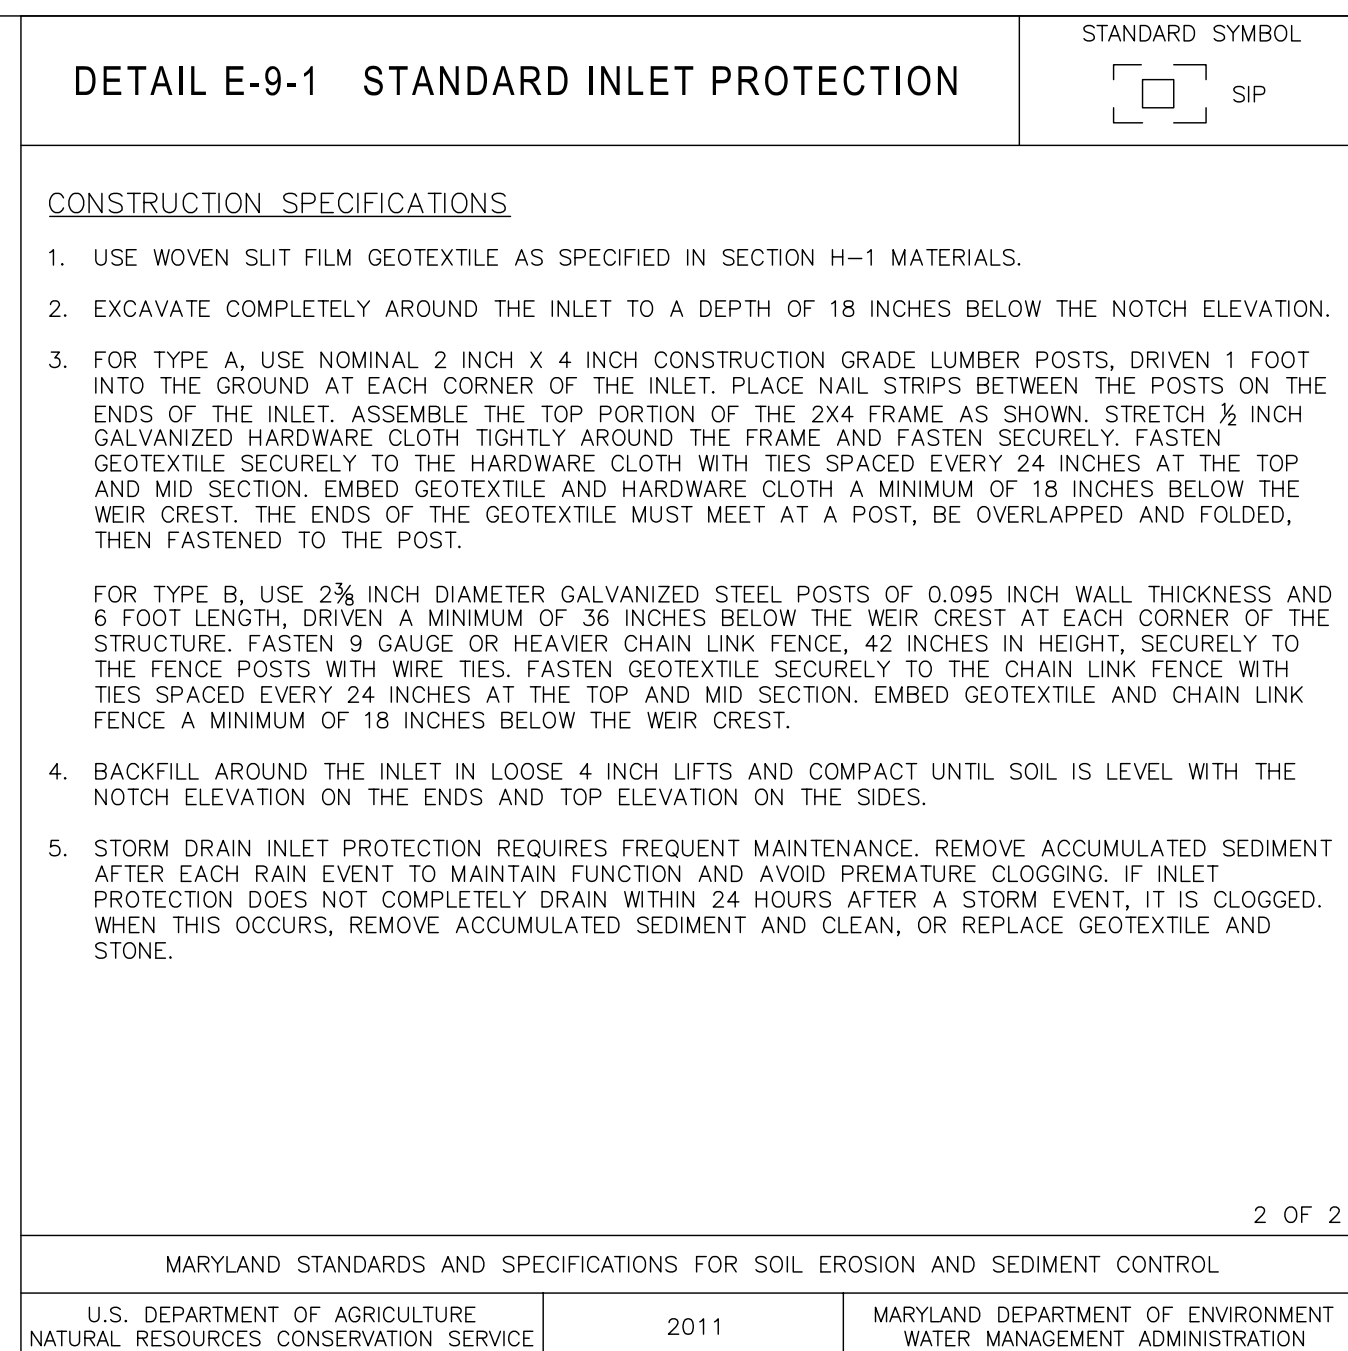 DETAIL E-9-1   STANDARD INLET PROTECTION
STANDARD SYMBOL
SIP
CONSTRUCTION SPECIFICATIONS
1. USE WOVEN SLIT FILM GEOTEXTILE AS SPECIFIED IN SECTION H–1 MATERIALS.
2. EXCAVATE COMPLETELY AROUND THE INLET TO A DEPTH OF 18 INCHES BELOW THE NOTCH ELEVATION.
3. FOR TYPE A, USE NOMINAL 2 INCH X 4 INCH CONSTRUCTION GRADE LUMBER POSTS, DRIVEN 1 FOOT
INTO THE GROUND AT EACH CORNER OF THE INLET. PLACE NAIL STRIPS BETWEEN THE POSTS ON THE
ENDS OF THE INLET. ASSEMBLE THE TOP PORTION OF THE 2X4 FRAME AS SHOWN. STRETCH ½ INCH
GALVANIZED HARDWARE CLOTH TIGHTLY AROUND THE FRAME AND FASTEN SECURELY. FASTEN
GEOTEXTILE SECURELY TO THE HARDWARE CLOTH WITH TIES SPACED EVERY 24 INCHES AT THE TOP
AND MID SECTION. EMBED GEOTEXTILE AND HARDWARE CLOTH A MINIMUM OF 18 INCHES BELOW THE
WEIR CREST. THE ENDS OF THE GEOTEXTILE MUST MEET AT A POST, BE OVERLAPPED AND FOLDED,
THEN FASTENED TO THE POST.
FOR TYPE B, USE 2⅜ INCH DIAMETER GALVANIZED STEEL POSTS OF 0.095 INCH WALL THICKNESS AND
6 FOOT LENGTH, DRIVEN A MINIMUM OF 36 INCHES BELOW THE WEIR CREST AT EACH CORNER OF THE
STRUCTURE. FASTEN 9 GAUGE OR HEAVIER CHAIN LINK FENCE, 42 INCHES IN HEIGHT, SECURELY TO
THE FENCE POSTS WITH WIRE TIES. FASTEN GEOTEXTILE SECURELY TO THE CHAIN LINK FENCE WITH
TIES SPACED EVERY 24 INCHES AT THE TOP AND MID SECTION. EMBED GEOTEXTILE AND CHAIN LINK
FENCE A MINIMUM OF 18 INCHES BELOW THE WEIR CREST.
4. BACKFILL AROUND THE INLET IN LOOSE 4 INCH LIFTS AND COMPACT UNTIL SOIL IS LEVEL WITH THE
NOTCH ELEVATION ON THE ENDS AND TOP ELEVATION ON THE SIDES.
5. STORM DRAIN INLET PROTECTION REQUIRES FREQUENT MAINTENANCE. REMOVE ACCUMULATED SEDIMENT
AFTER EACH RAIN EVENT TO MAINTAIN FUNCTION AND AVOID PREMATURE CLOGGING. IF INLET
PROTECTION DOES NOT COMPLETELY DRAIN WITHIN 24 HOURS AFTER A STORM EVENT, IT IS CLOGGED.
WHEN THIS OCCURS, REMOVE ACCUMULATED SEDIMENT AND CLEAN, OR REPLACE GEOTEXTILE AND
STONE.
2 OF 2
MARYLAND STANDARDS AND SPECIFICATIONS FOR SOIL EROSION AND SEDIMENT CONTROL
U.S. DEPARTMENT OF AGRICULTURE
NATURAL RESOURCES CONSERVATION SERVICE
2011
MARYLAND DEPARTMENT OF ENVIRONMENT
WATER MANAGEMENT ADMINISTRATION